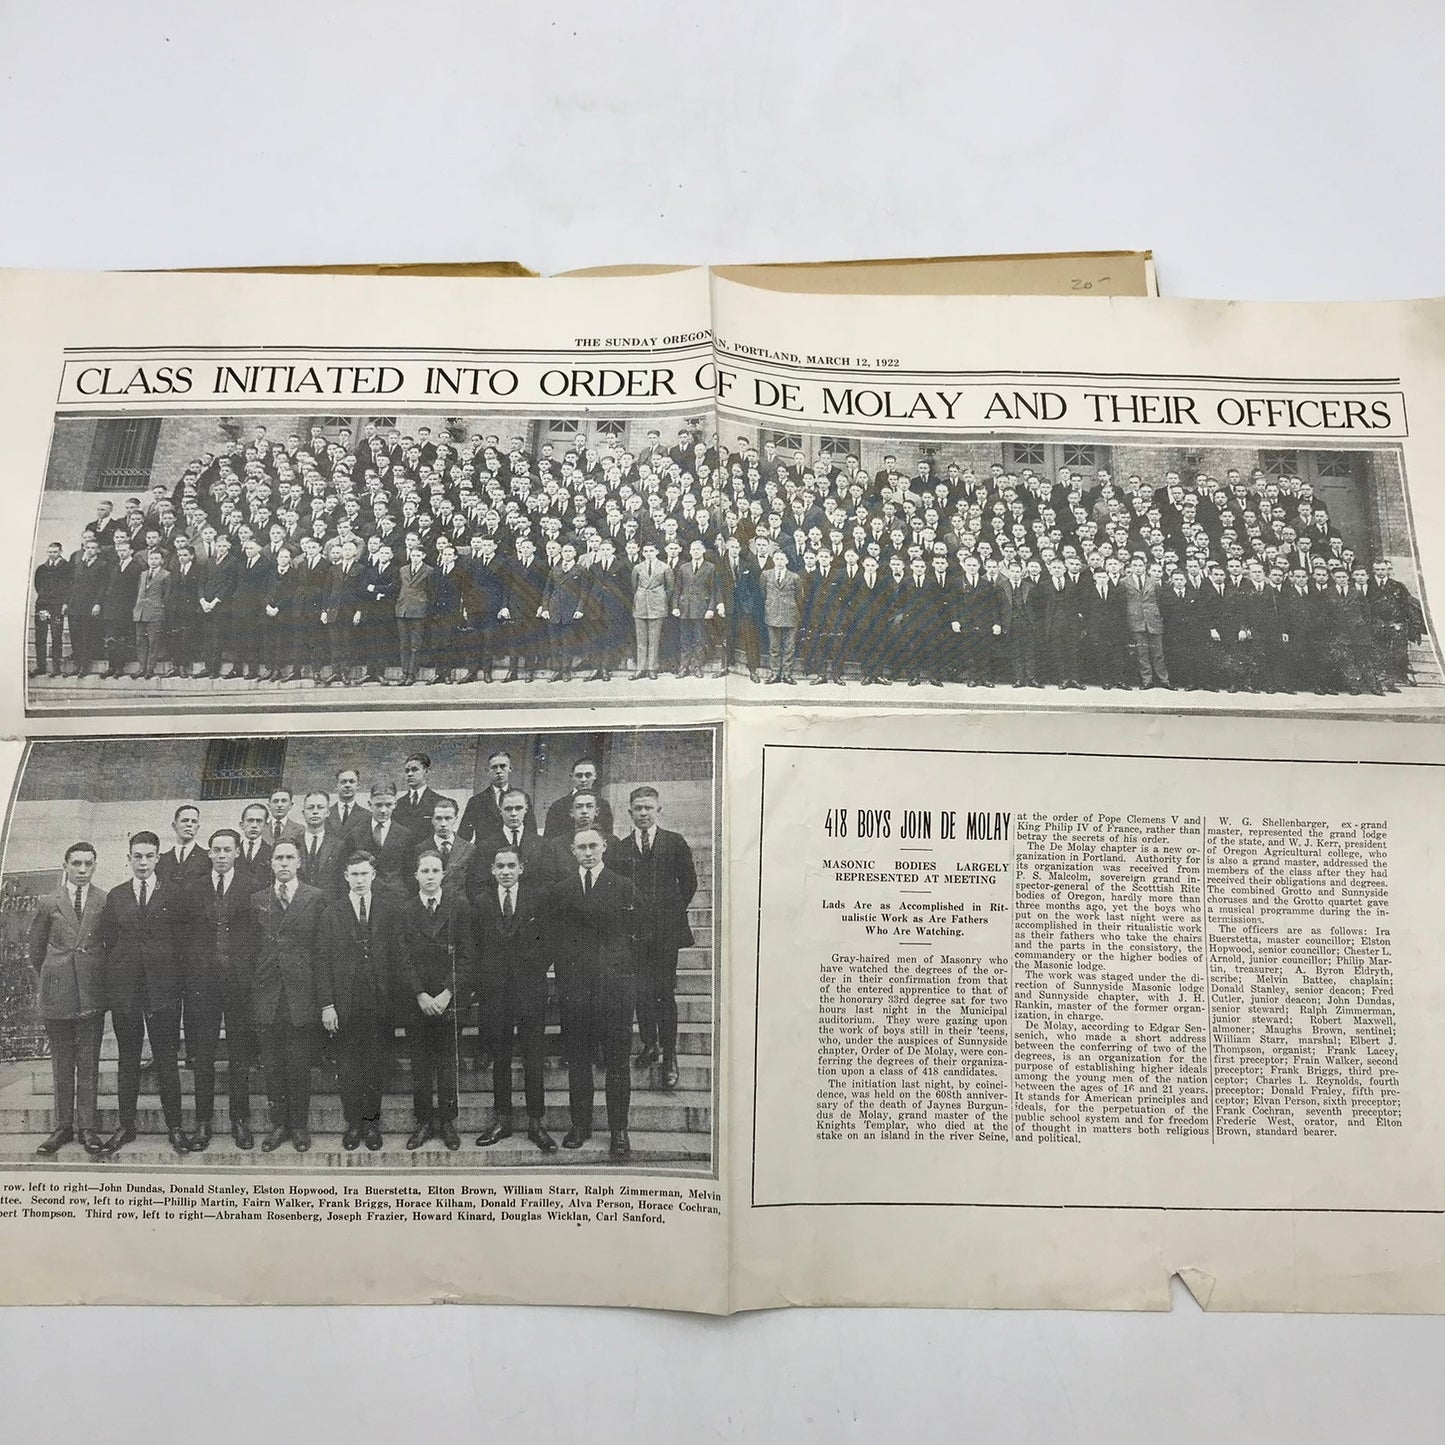 20-
THE SUNDAY OREGONIAN, PORTLAND, MARCH 12, 1922
CLASS INITIATED INTO ORDER OF DE MOLAY AND THEIR OFFICERS
row, left to right—John Dundas, Donald Stanley, Elston Hopwood, Ira Buerstetta, Elton Brown, William Starr, Ralph Zimmerman, Melvin
ttee. Second row, left to right—Phillip Martin, Fairn Walker, Frank Briggs, Horace Kilham, Donald Frailley, Alva Person, Horace Cochran,
bert Thompson. Third row, left to right—Abraham Rosenberg, Joseph Frazier, Howard Kinard, Douglas Wicklan, Carl Sanford.
418 BOYS JOIN DE MOLAY
MASONIC BODIES LARGELY
REPRESENTED AT MEETING
Lads Are as Accomplished in Rit-
ualistic Work as Are Fathers
Who Are Watching.
Gray-haired men of Masonry who
have watched the degrees of the or-
der in their confirmation from that
of the entered apprentice to that of
the honorary 33rd degree sat for two
hours last night in the Municipal
auditorium. They were gazing upon
the work of boys still in their 'teens,
who, under the auspices of Sunnyside
chapter, Order of De Molay, were con-
ferring the degrees of their organiza-
tion upon a class of 418 candidates.
The initiation last night, by coinci-
dence, was held on the 608th anniver-
sary of the death of Jaynes Burgun-
dus de Molay, grand master of the
Knights Templar, who died at the
stake on an island in the river Seine,
at the order of Pope Clemens V and
King Philip IV of France, rather than
betray the secrets of his order.
The De Molay chapter is a new or-
ganization in Portland. Authority for
its organization was received from
P. S. Malcolm, sovereign grand in-
spector-general of the Scotttish Rite
bodies of Oregon, hardly more than
three months ago, yet the boys who
put on the work last night were as
accomplished in their ritualistic work
as their fathers who take the chairs
and the parts in the consistory, the
commandery or the higher bodies of
the Masonic lodge.
The work was staged under the di-
rection of Sunnyside Masonic lodge
and Sunnyside chapter, with J. H.
Rankin, master of the former organ-
ization, in charge.
De Molay, according to Edgar Sen-
senich, who made a short address
between the conferring of two of the
degrees, is an organization for the
purpose of establishing higher ideals
among the young men of the nation
between the ages of 16 and 21 years.
It stands for American principles and
ideals, for the perpetuation of the
public school system and for freedom
of thought in matters both religious
and political.
W. G. Shellenbarger, ex-grand
master, represented the grand lodge
of the state, and W. J. Kerr, president
of Oregon Agricultural college, who
is also a grand master, addressed the
members of the class after they had
received their obligations and degrees.
The combined Grotto and Sunnyside
choruses and the Grotto quartet gave
a musical programme during the in-
termissions.
The officers are as follows: Ira
Buerstetta, master councillor; Elston
Hopwood, senior councillor; Chester L.
Arnold, junior councillor; Philip Mar-
tin, treasurer; A. Byron Eldryth,
scribe; Melvin Battee, chaplain;
Donald Stanley, senior deacon; Fred
Cutler, junior deacon; John Dundas,
senior steward; Ralph Zimmerman,
junior steward; Robert Maxwell,
almoner; Maughs Brown, sentinel;
William Starr, marshal; Elbert J.
Thompson, organist; Frank Lacey,
first preceptor; Frain Walker, second
preceptor; Frank Briggs, third pre-
ceptor; Charles L. Reynolds, fourth
preceptor; Donald Fraley, fifth pre-
ceptor; Elvan Person, sixth preceptor;
Frank Cochran, seventh preceptor;
Frederic West, orator, and Elton
Brown, standard bearer.